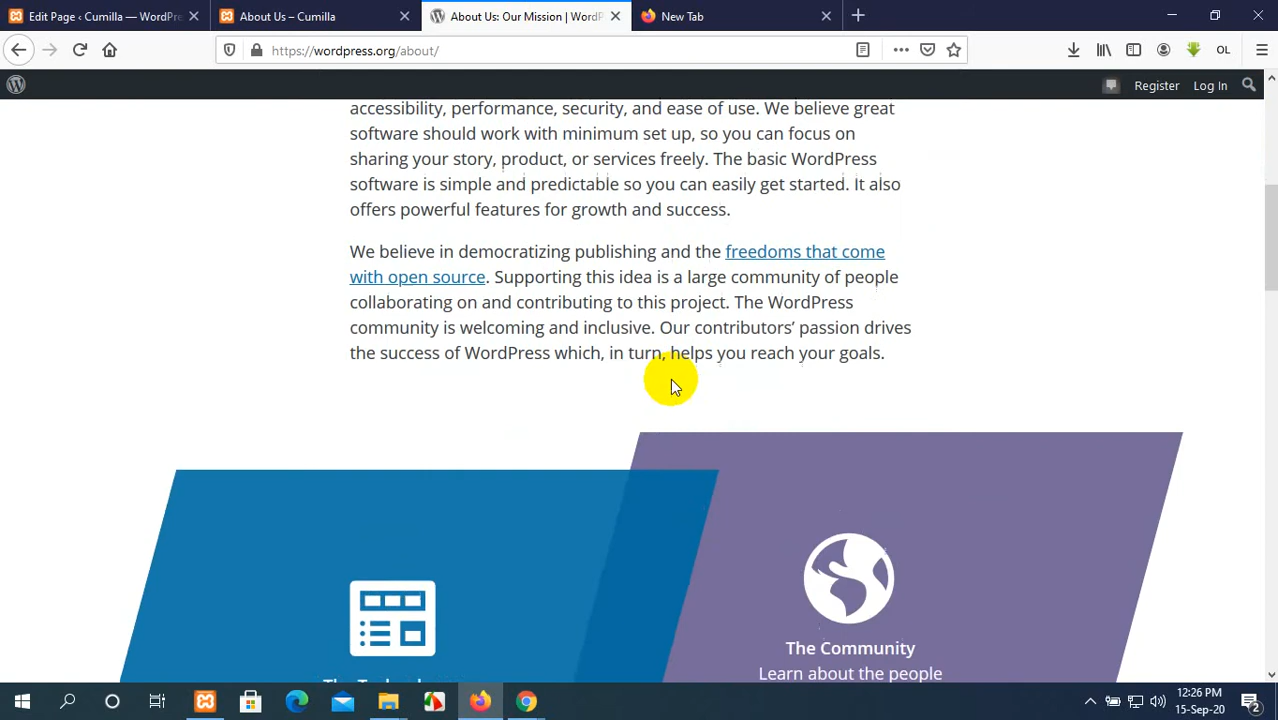 Edit Page ‹ Cumilla — WordPre
About Us – Cumilla
About Us: Our Mission | WordP
New Tab
https://wordpress.org/about/
OL
Register
Log In
accessibility, performance, security, and ease of use. We believe great
software should work with minimum set up, so you can focus on
sharing your story, product, or services freely. The basic WordPress
software is simple and predictable so you can easily get started. It also
offers powerful features for growth and success.
We believe in democratizing publishing and the freedoms that come
with open source. Supporting this idea is a large community of people
collaborating on and contributing to this project. The WordPress
community is welcoming and inclusive. Our contributors’ passion drives
the success of WordPress which, in turn, helps you reach your goals.
The Community
Learn about the people
12:26 PM
15-Sep-20
2